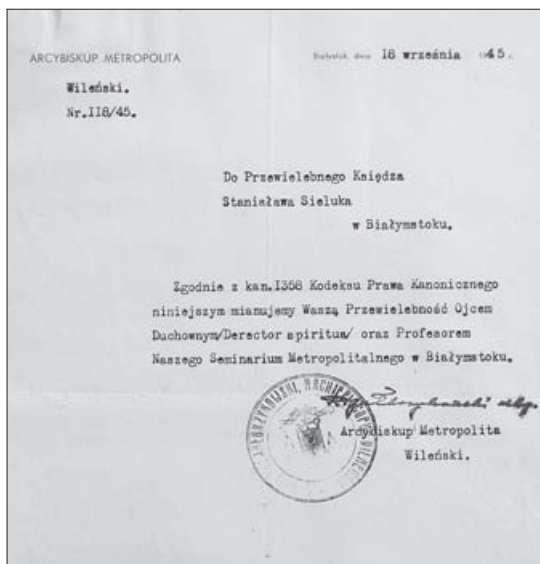 ARCYBISKUP METROPOLITA
Białystok, dnia 18 września 1945.
Wileński.
Nr.118/45.
Do Przewielebnego Księdza
Stanisława Sieluka
w Białymstoku.
Zgodnie z kan.1358 Kodeksu Prawa Kanonicznego
niniejszym mianujemy Waszą Przewielebność Ojcem
Duchownym/Derector spiritua/ oraz Profesorem
Naszego Seminarium Metropolitalnego w Białymstoku.
Arcybiskup Metropolita
Wileński.